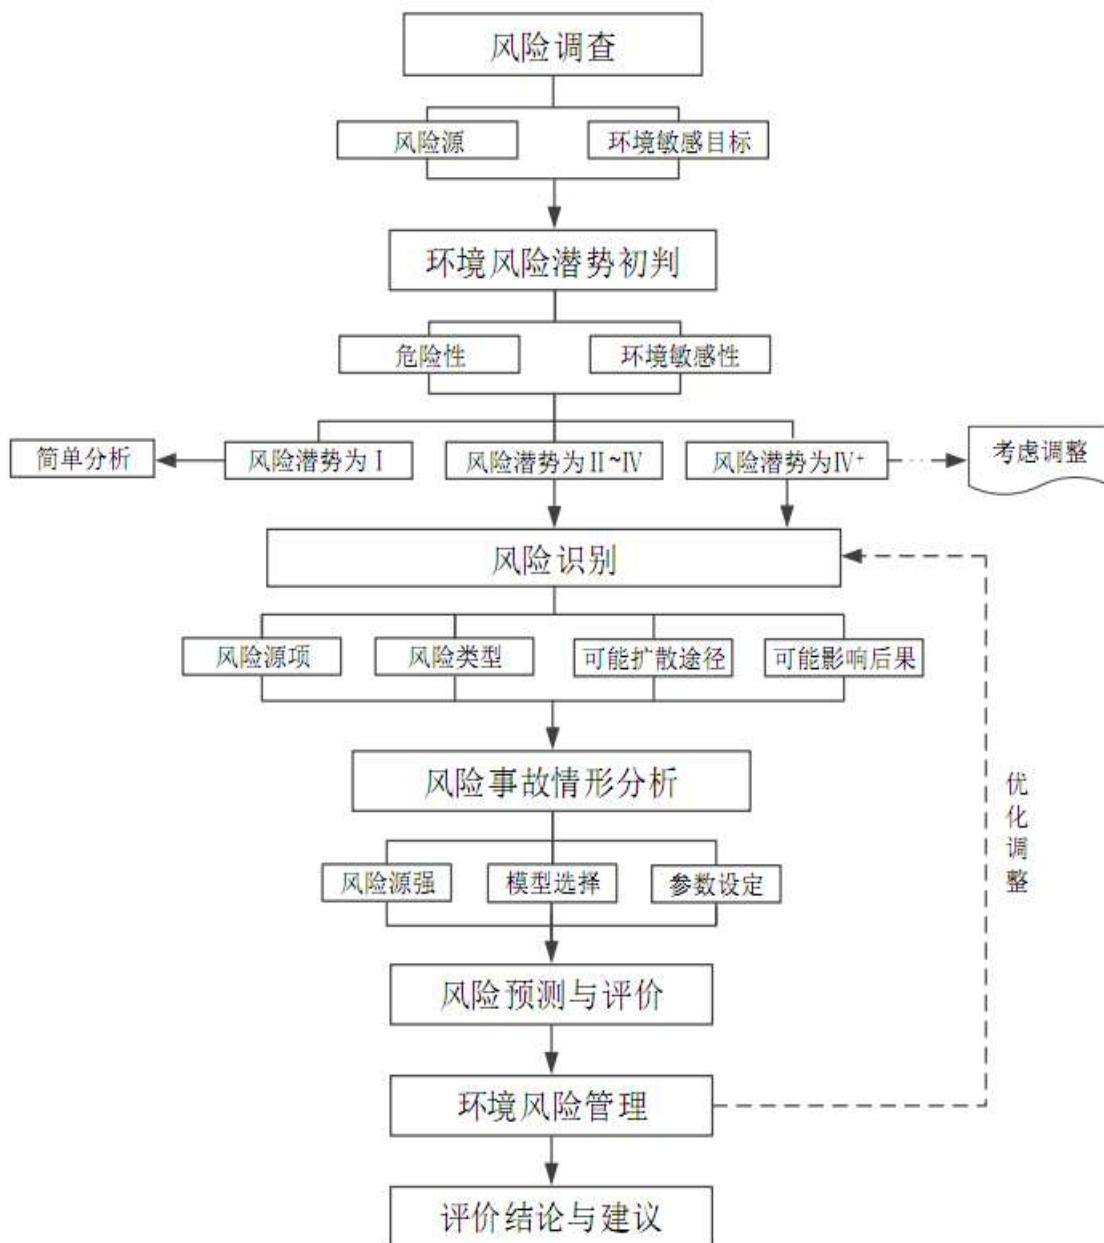 风险调查
风险源
环境敏感目标
环境风险潜势初判
危险性
环境敏感性
简单分析
风险潜势为Ⅰ
风险潜势为Ⅱ~Ⅳ
风险潜势为Ⅳ+
考虑调整
风险识别
风险源项
风险类型
可能扩散途径
可能影响后果
风险事故情形分析
优化调整
风险源强
模型选择
参数设定
风险预测与评价
环境风险管理
评价结论与建议